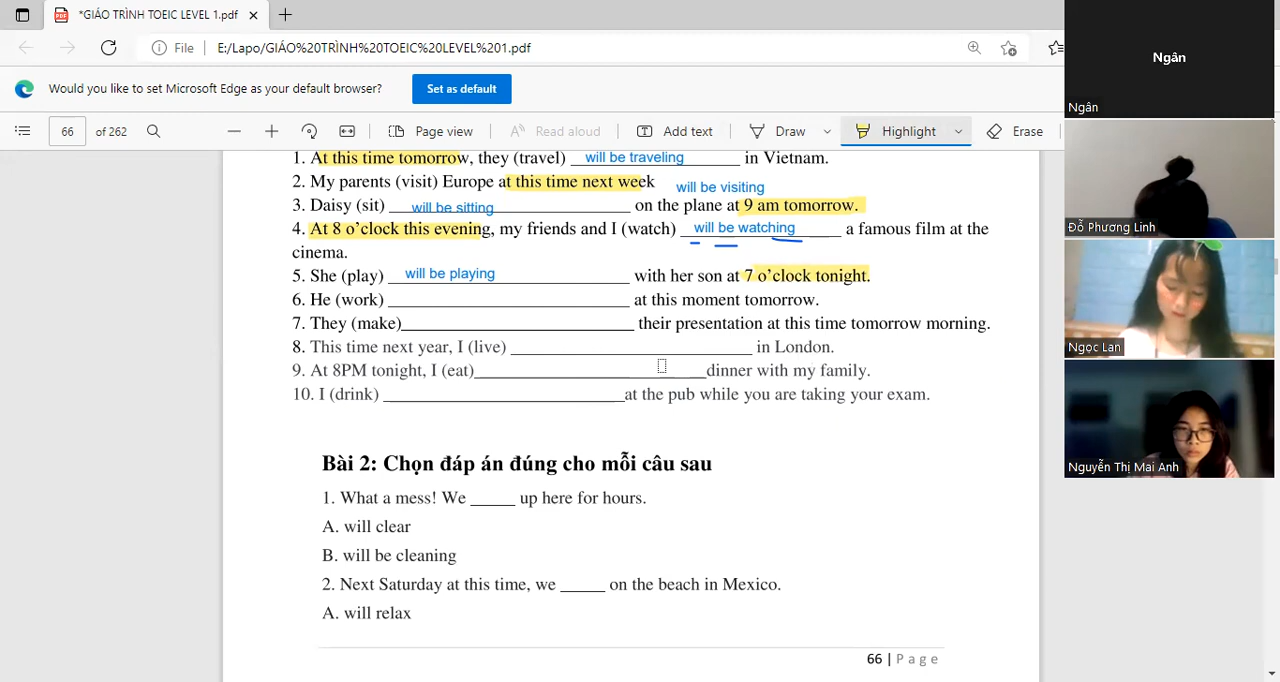 *GIÁO TRÌNH TOEIC LEVEL 1.pdf
File E:/Lapo/GIÁO%20TRÌNH%20TOEIC%20LEVEL%201.pdf
Would you like to set Microsoft Edge as your default browser? Set as default
66 of 262 Page view Read aloud Add text Draw Highlight Erase
1. At this time tomorrow, they (travel) will be traveling in Vietnam.
2. My parents (visit) Europe at this time next week will be visiting
3. Daisy (sit) will be sitting on the plane at 9 am tomorrow.
4. At 8 o’clock this evening, my friends and I (watch) will be watching a famous film at the
cinema.
5. She (play) will be playing with her son at 7 o’clock tonight.
6. He (work) ____ at this moment tomorrow.
7. They (make)____ their presentation at this time tomorrow morning.
8. This time next year, I (live) ____ in London.
9. At 8PM tonight, I (eat)____dinner with my family.
10. I (drink) ____at the pub while you are taking your exam.
Bài 2: Chọn đáp án đúng cho mỗi câu sau
1. What a mess! We _____ up here for hours.
A. will clear
B. will be cleaning
2. Next Saturday at this time, we _____ on the beach in Mexico.
A. will relax
66 | Page
Ngân
Ngân
Đỗ Phương Linh
Ngọc Lan
Nguyễn Thị Mai Anh